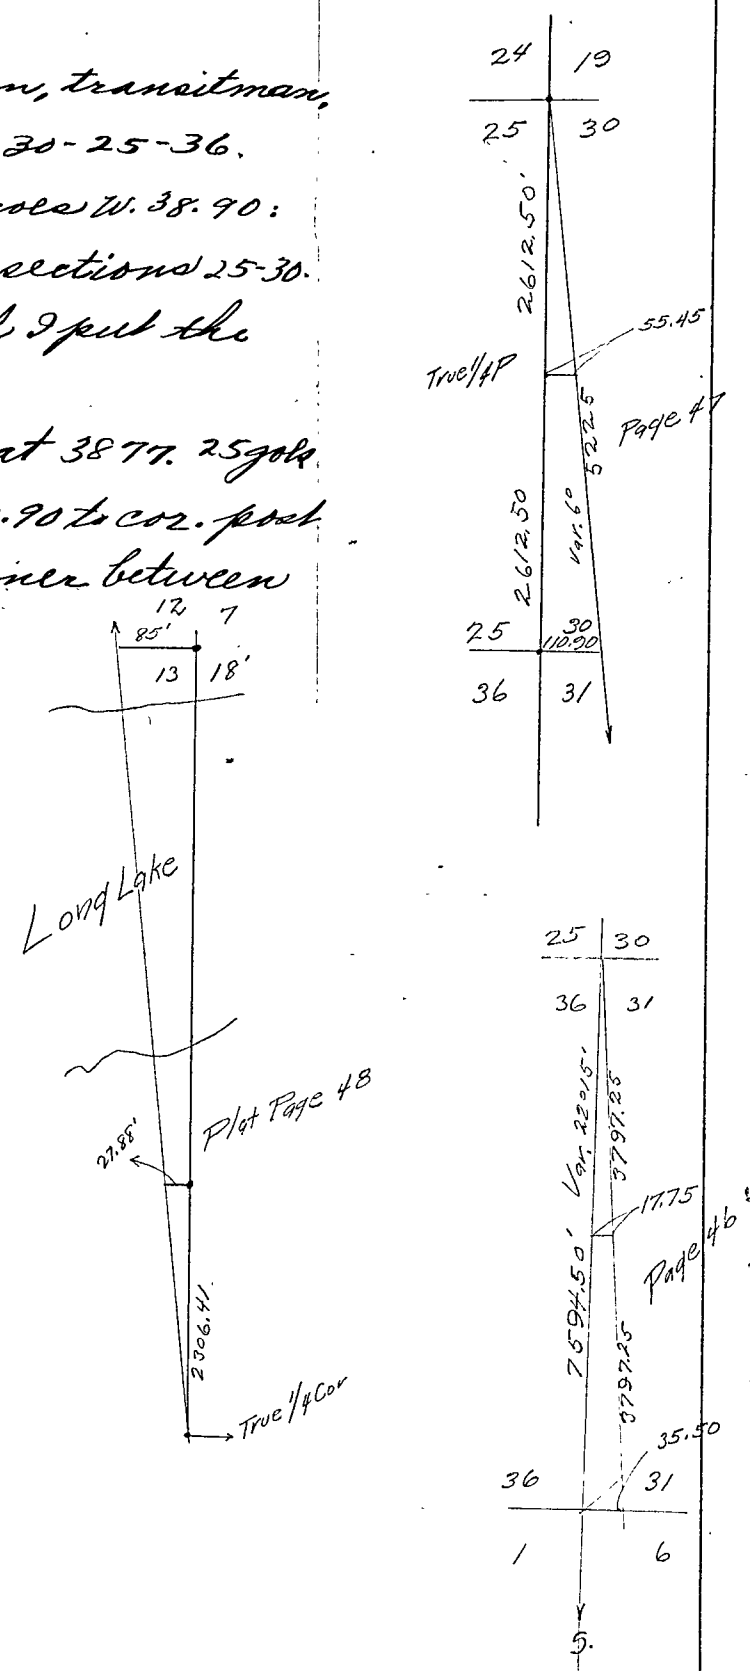 n, transitman,
30-25-36.
W. 38.90:
sections 25-30.
I put the
at 3877.25 gok
.90 to cor. post
ner between
24 19
25 30
2612.50'
55.45
True 1/4 P
5225
Page 47
2612.50
Var. 6°
25 30
110.90
36 31
12 7
85'
13 18'
Long Lake
Plat Page 48
27.88'
2306.41
True 1/4 Cor
25 30
36 31
Var. 22°15'
3797.25
17.75
Page 46
7594.50'
3797.25
35.50
36 31
1 6
S.